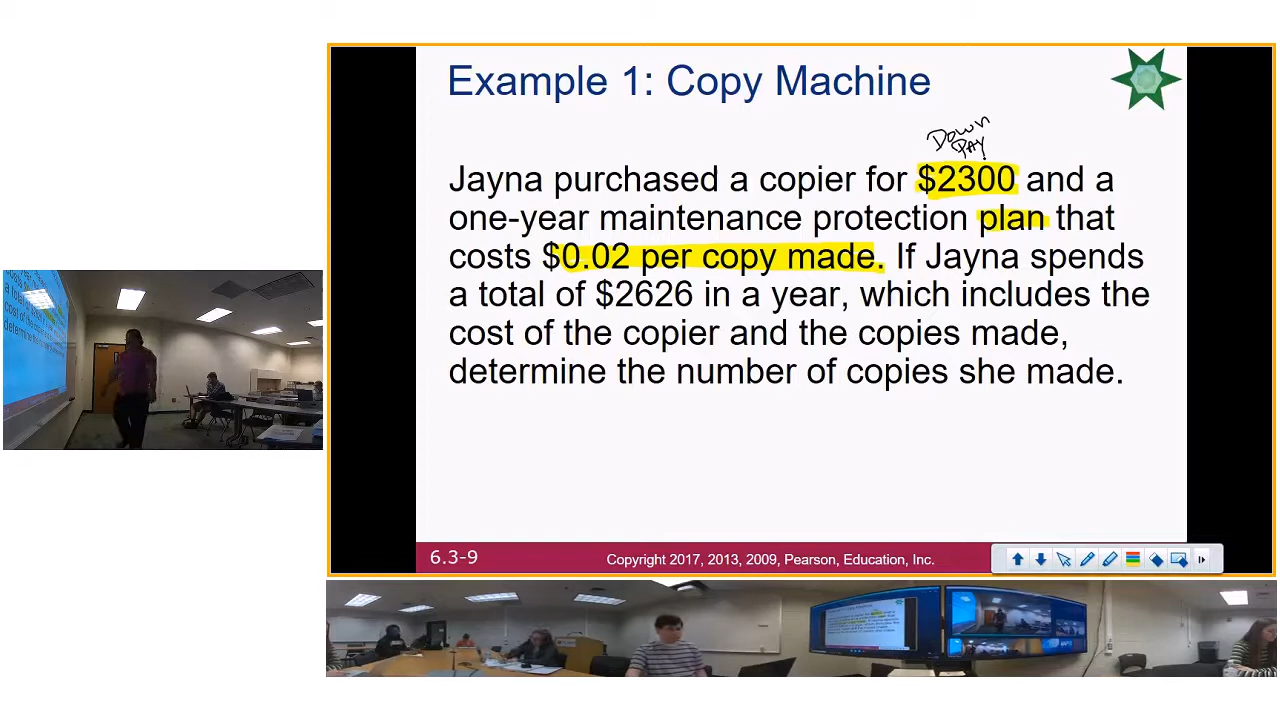 Example 1: Copy Machine
Down
Pay
Jayna purchased a copier for $2300 and a
one-year maintenance protection plan that
costs $0.02 per copy made. If Jayna spends
a total of $2626 in a year, which includes the
cost of the copier and the copies made,
determine the number of copies she made.
6.3-9
Copyright 2017, 2013, 2009, Pearson, Education, Inc.